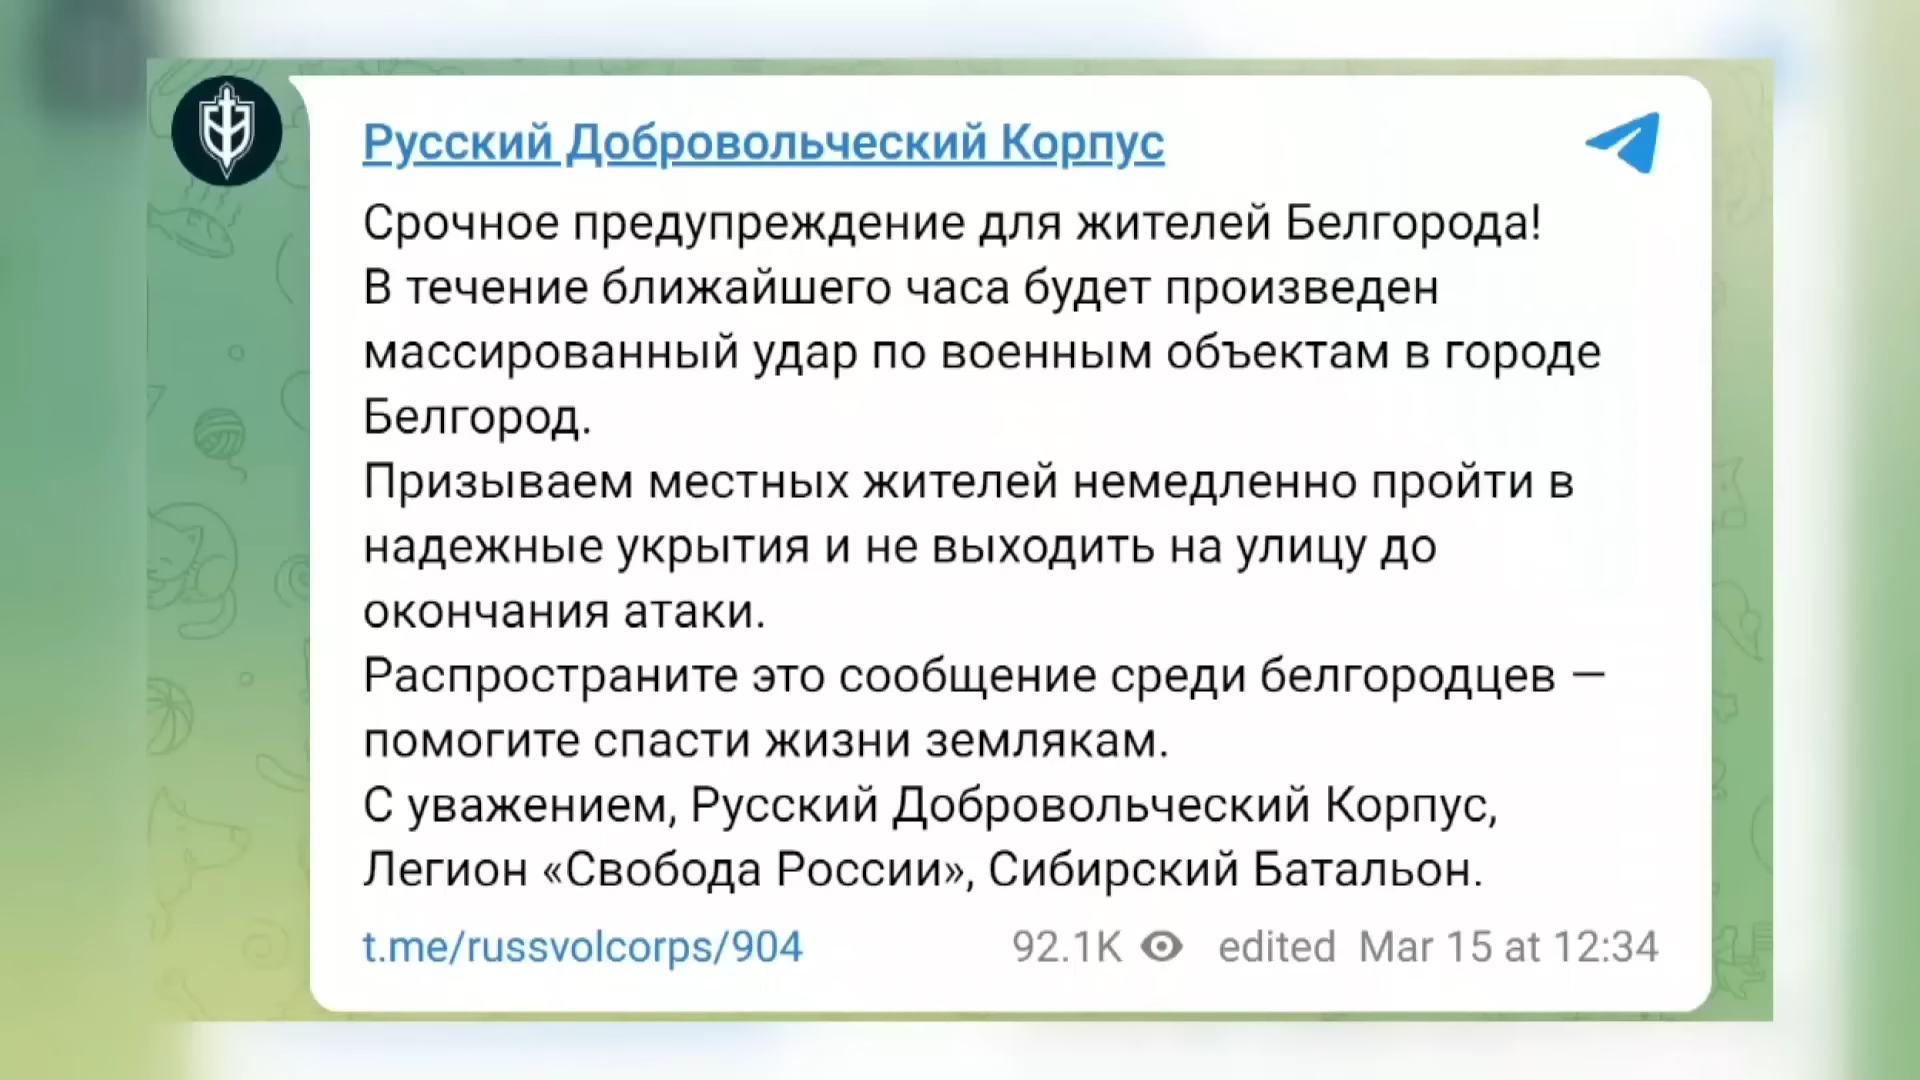 Русский Добровольческий Корпус
Срочное предупреждение для жителей Белгорода!
В течение ближайшего часа будет произведен
массированный удар по военным объектам в городе
Белгород.
Призываем местных жителей немедленно пройти в
надежные укрытия и не выходить на улицу до
окончания атаки.
Распространите это сообщение среди белгородцев —
помогите спасти жизни землякам.
С уважением, Русский Добровольческий Корпус,
Легион «Свобода России», Сибирский Батальон.
t.me/russvolcorps/904 92.1K edited Mar 15 at 12:34